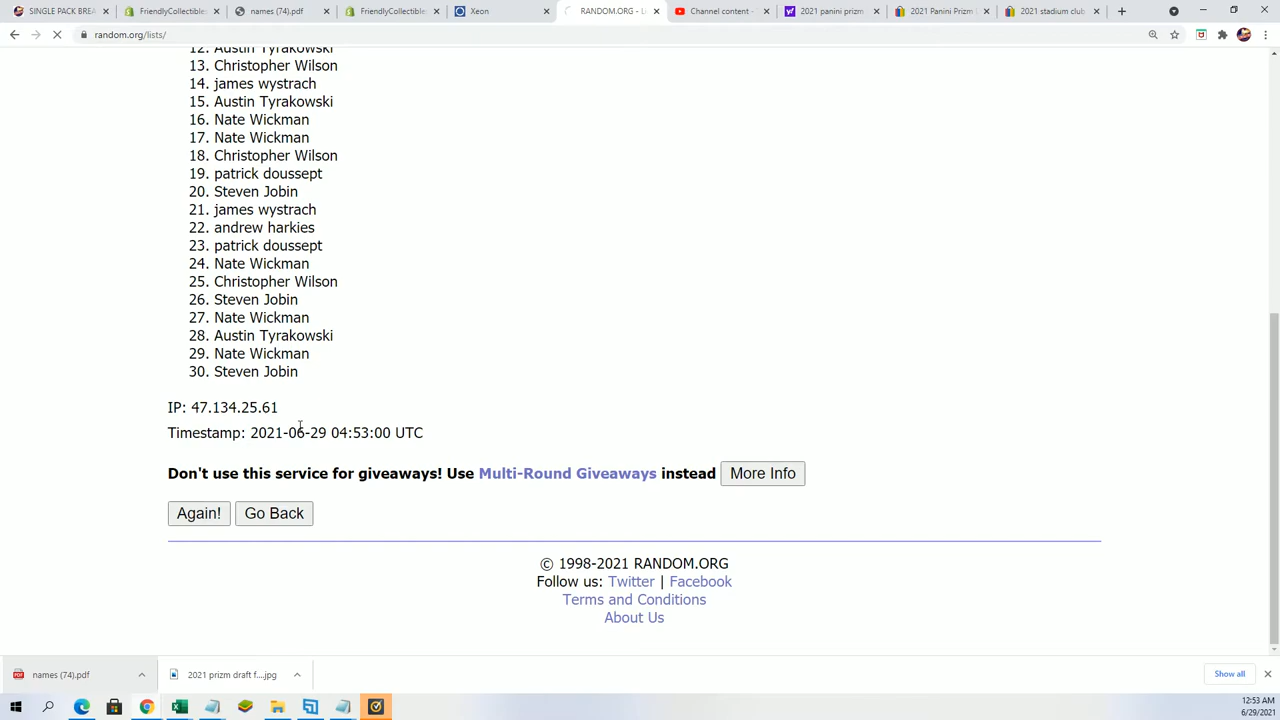 SINGLE PACK BREA
FriendlyCollectibles
names (74).pdf
FriendlyCollectible
Xeon
RANDOM.ORG - Li
Channel content -
2021 panini prizm
2021 Panini Prizm
2021 stadium club
random.org/lists/
12. Austin Tyrakowski
13. Christopher Wilson
14. james wystrach
15. Austin Tyrakowski
16. Nate Wickman
17. Nate Wickman
18. Christopher Wilson
19. patrick doussept
20. Steven Jobin
21. james wystrach
22. andrew harkies
23. patrick doussept
24. Nate Wickman
25. Christopher Wilson
26. Steven Jobin
27. Nate Wickman
28. Austin Tyrakowski
29. Nate Wickman
30. Steven Jobin
IP: 47.134.25.61
Timestamp: 2021-06-29 04:53:00 UTC
Don't use this service for giveaways! Use Multi-Round Giveaways instead More Info
Again! Go Back
© 1998-2021 RANDOM.ORG
Follow us: Twitter | Facebook
Terms and Conditions
About Us
names (74).pdf
2021 prizm draft f....jpg
Show all
12:53 AM
6/29/2021